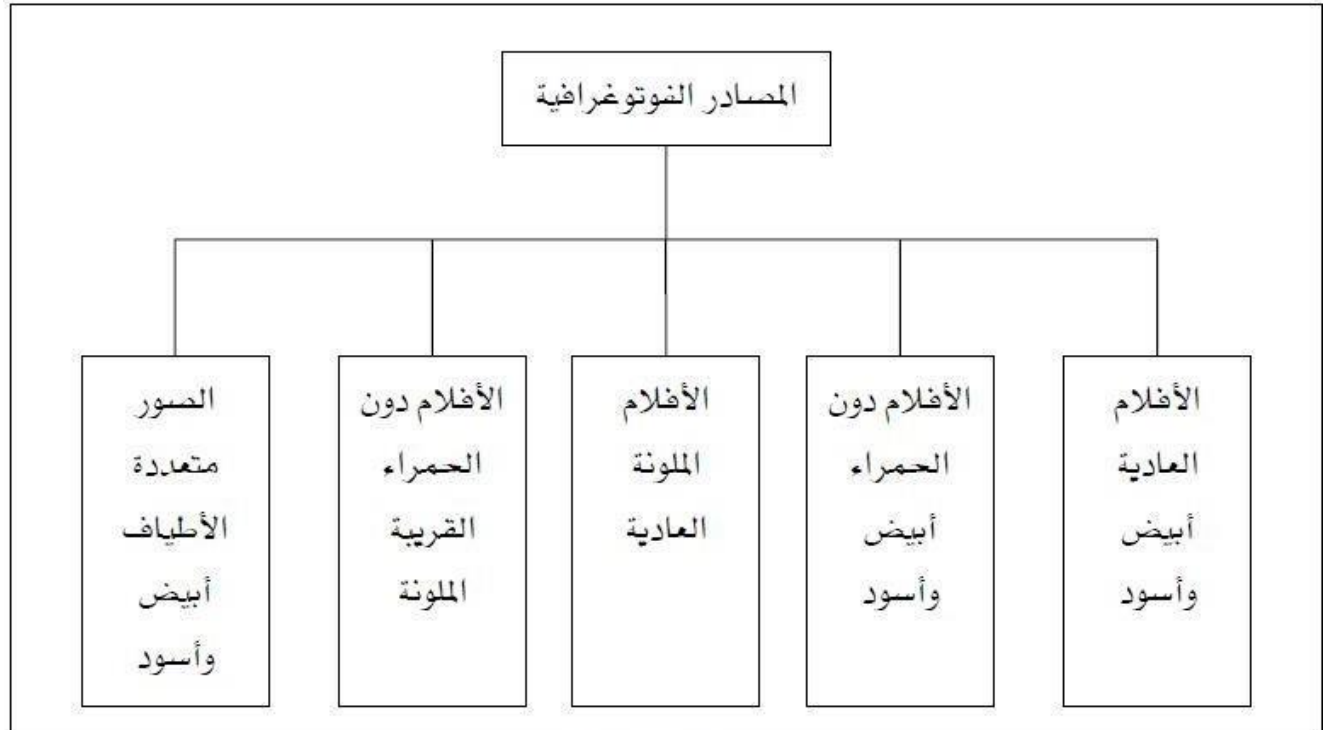 المصادر الفوتوغرافية
الأفلام
العادية
أبيض
وأسود
الأفلام دون
الحمراء
أبيض
وأسود
الأفلام
الملونة
العادية
الأفلام دون
الحمراء
القريبة
الملونة
الصور
متعددة
الأطياف
أبيض
وأسود